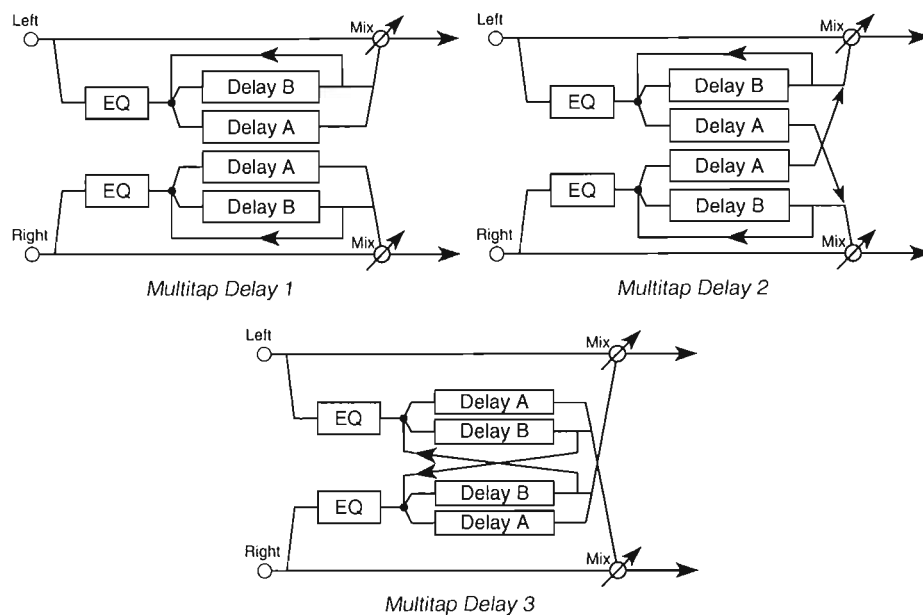 Left
Mix
EQ
Delay B
Delay A
Delay A
EQ
Delay B
Right
Mix
Multitap Delay 1
Left
Mix
EQ
Delay B
Delay A
Delay A
EQ
Delay B
Right
Mix
Multitap Delay 2
Left
Mix
EQ
Delay A
Delay B
Delay B
EQ
Delay A
Right
Mix
Multitap Delay 3